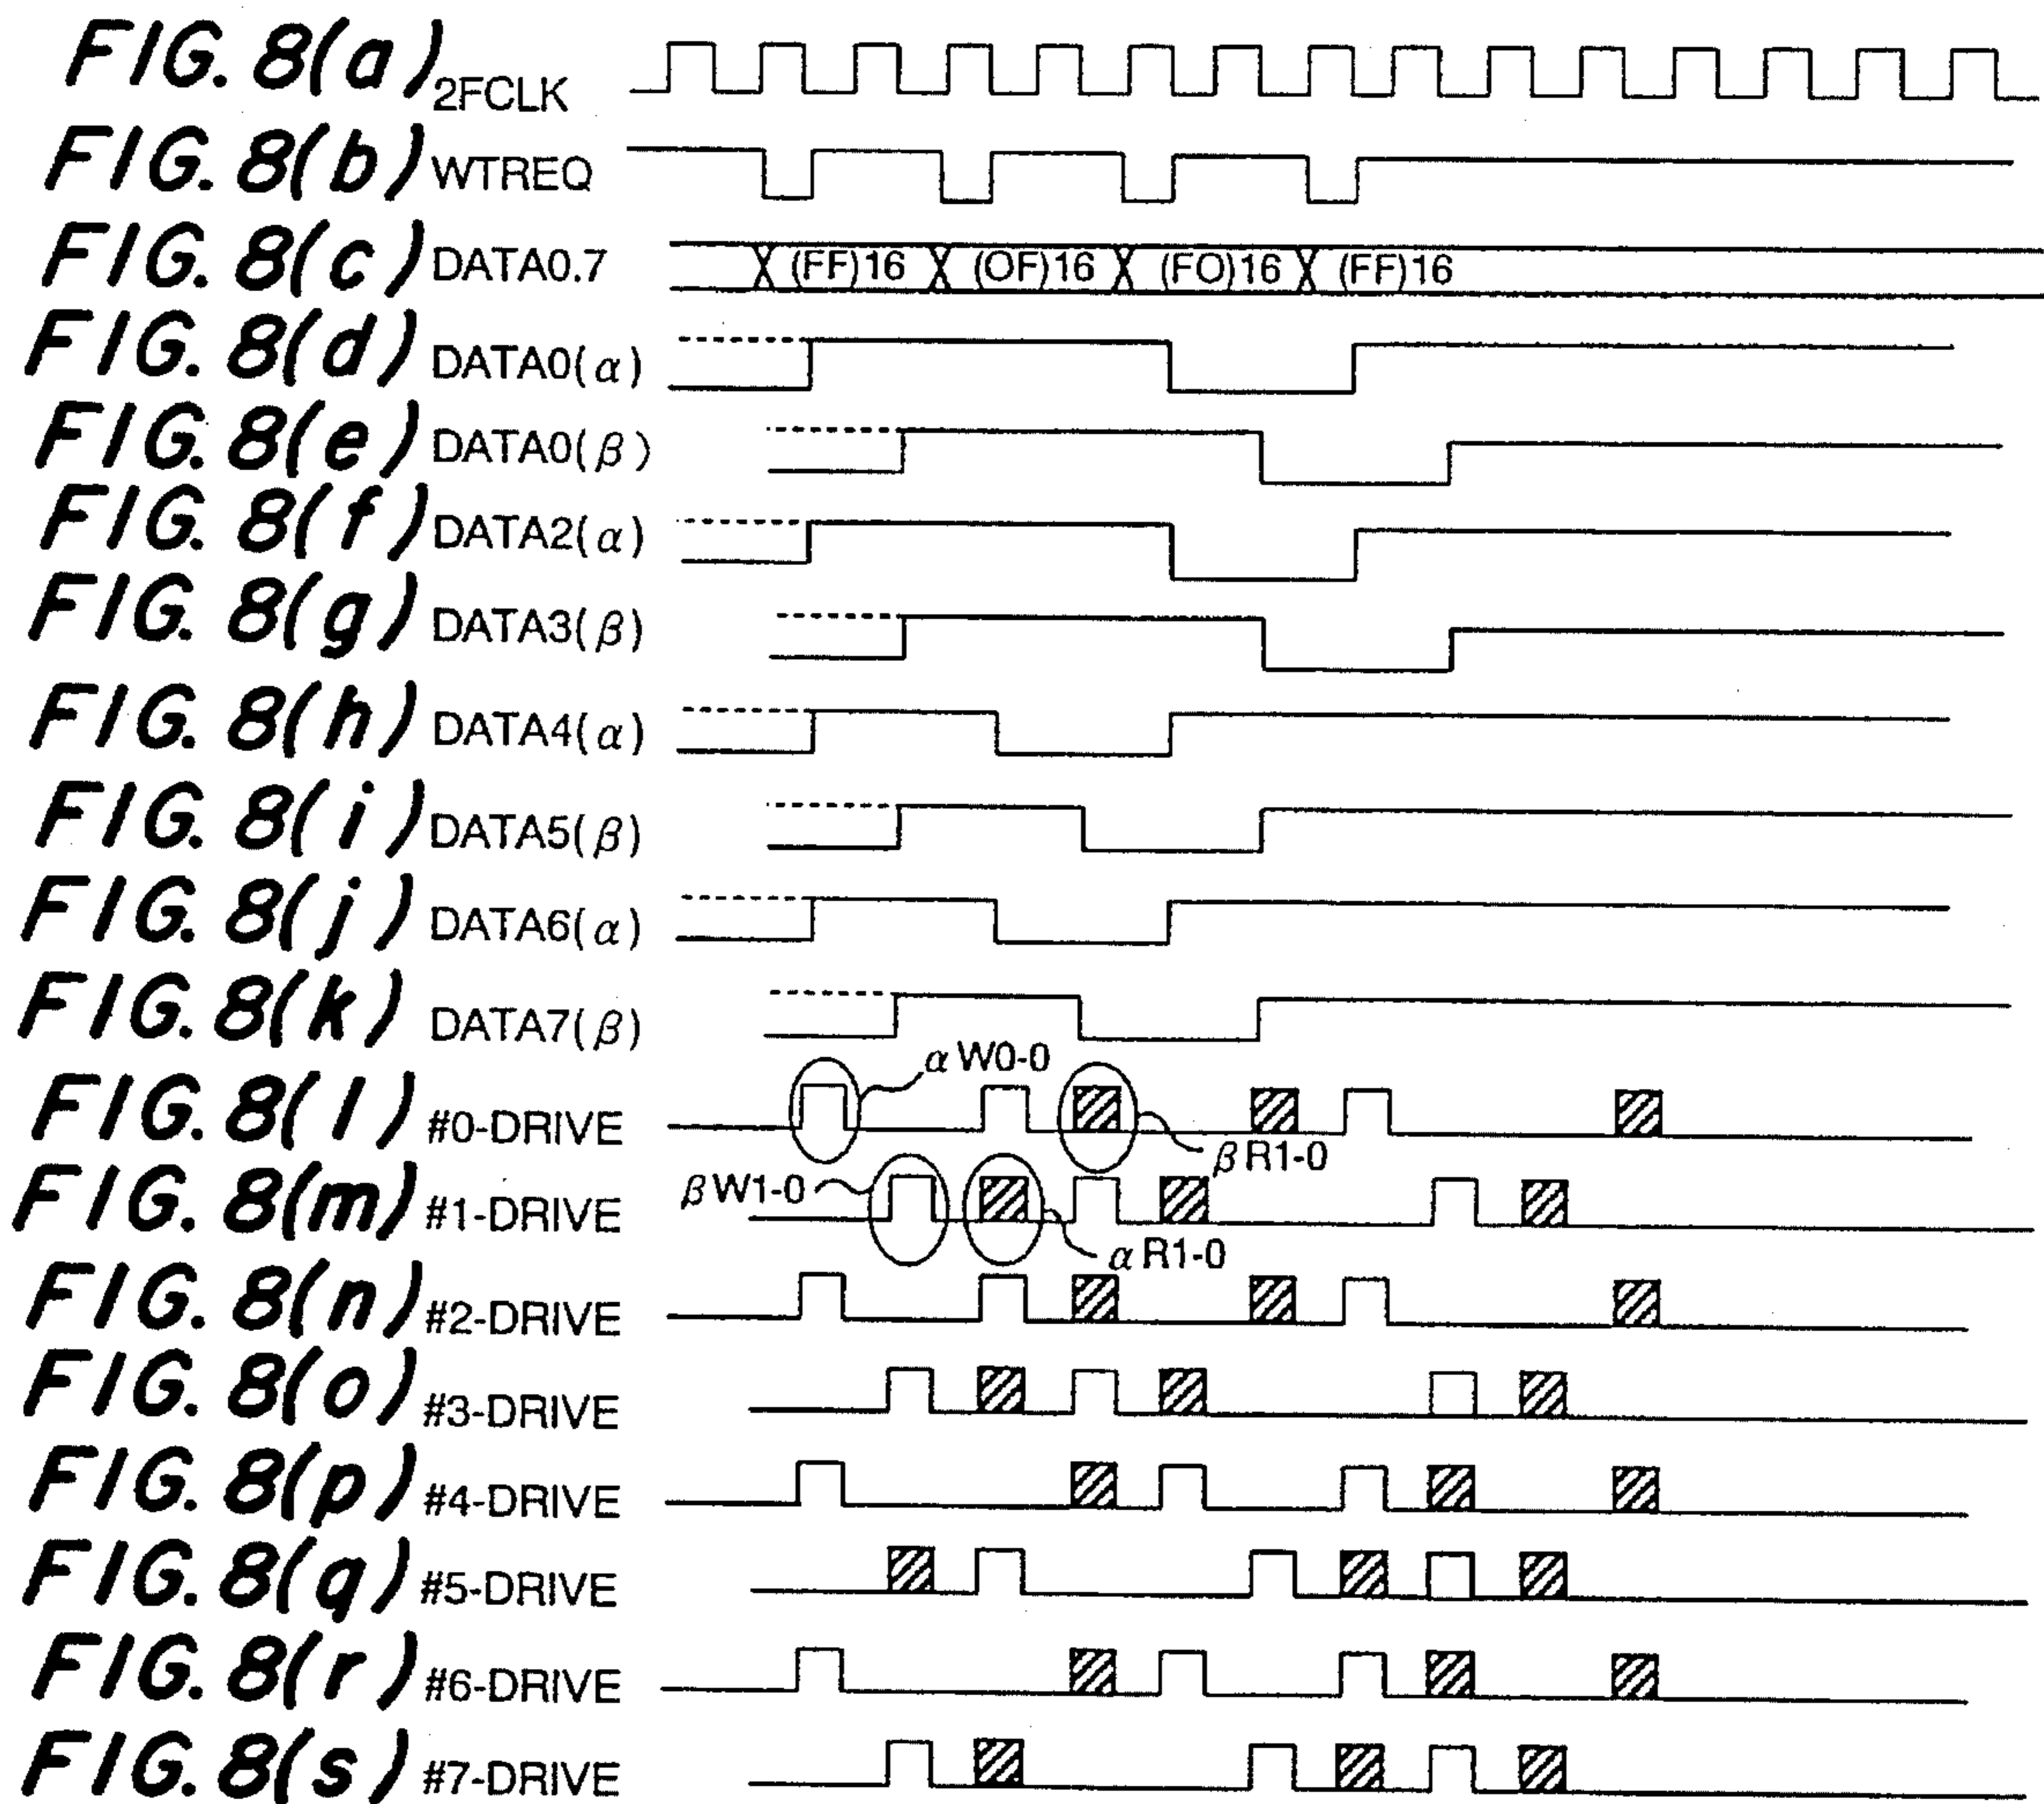 FIG. 8(a) 2FCLK
FIG. 8(b) WTREQ
FIG. 8(c) DATA0.7 (FF)16 (OF)16 (FO)16 (FF)16
FIG. 8(d) DATA0(α)
FIG. 8(e) DATA0(β)
FIG. 8(f) DATA2(α)
FIG. 8(g) DATA3(β)
FIG. 8(h) DATA4(α)
FIG. 8(i) DATA5(β)
FIG. 8(j) DATA6(α)
FIG. 8(k) DATA7(β)
αW0-0
FIG. 8(l) #0-DRIVE
βR1-0
βW1-0
FIG. 8(m) #1-DRIVE
αR1-0
FIG. 8(n) #2-DRIVE
FIG. 8(o) #3-DRIVE
FIG. 8(p) #4-DRIVE
FIG. 8(q) #5-DRIVE
FIG. 8(r) #6-DRIVE
FIG. 8(s) #7-DRIVE